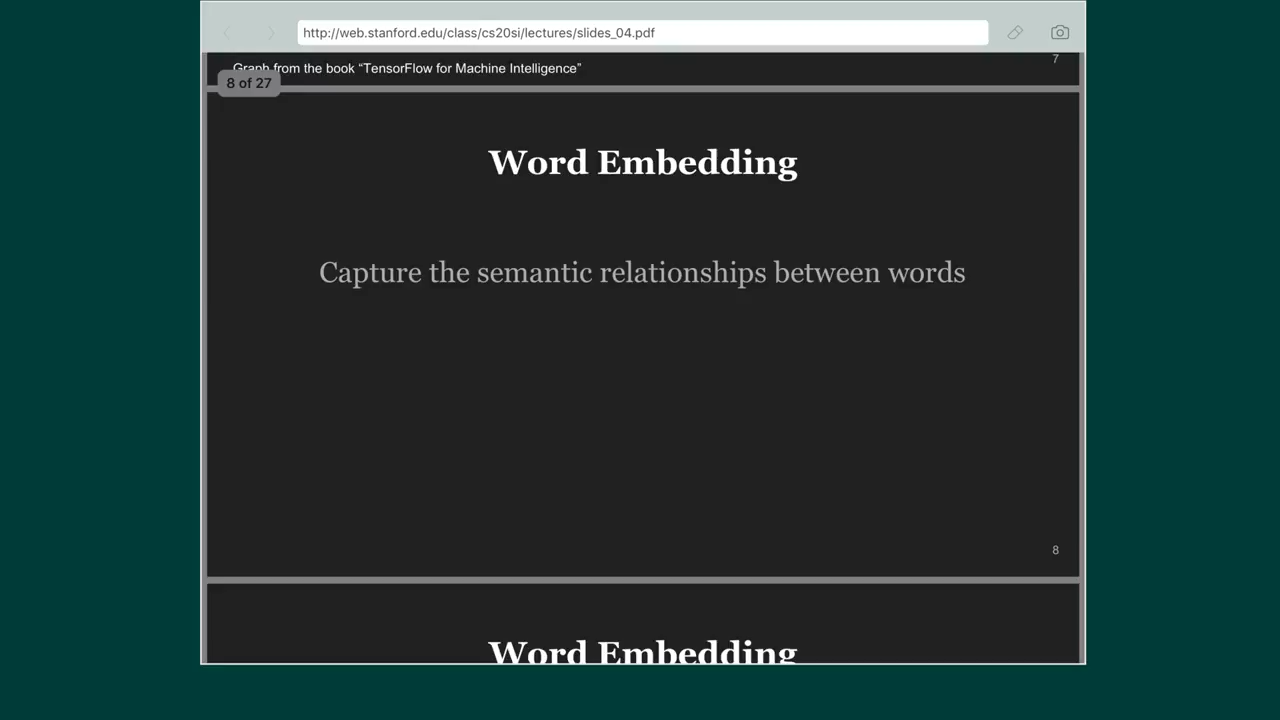 http://web.stanford.edu/class/cs20si/lectures/slides_04.pdf
7
Graph from the book “TensorFlow for Machine Intelligence”
8 of 27
Word Embedding
Capture the semantic relationships between words
8
Word Embedding